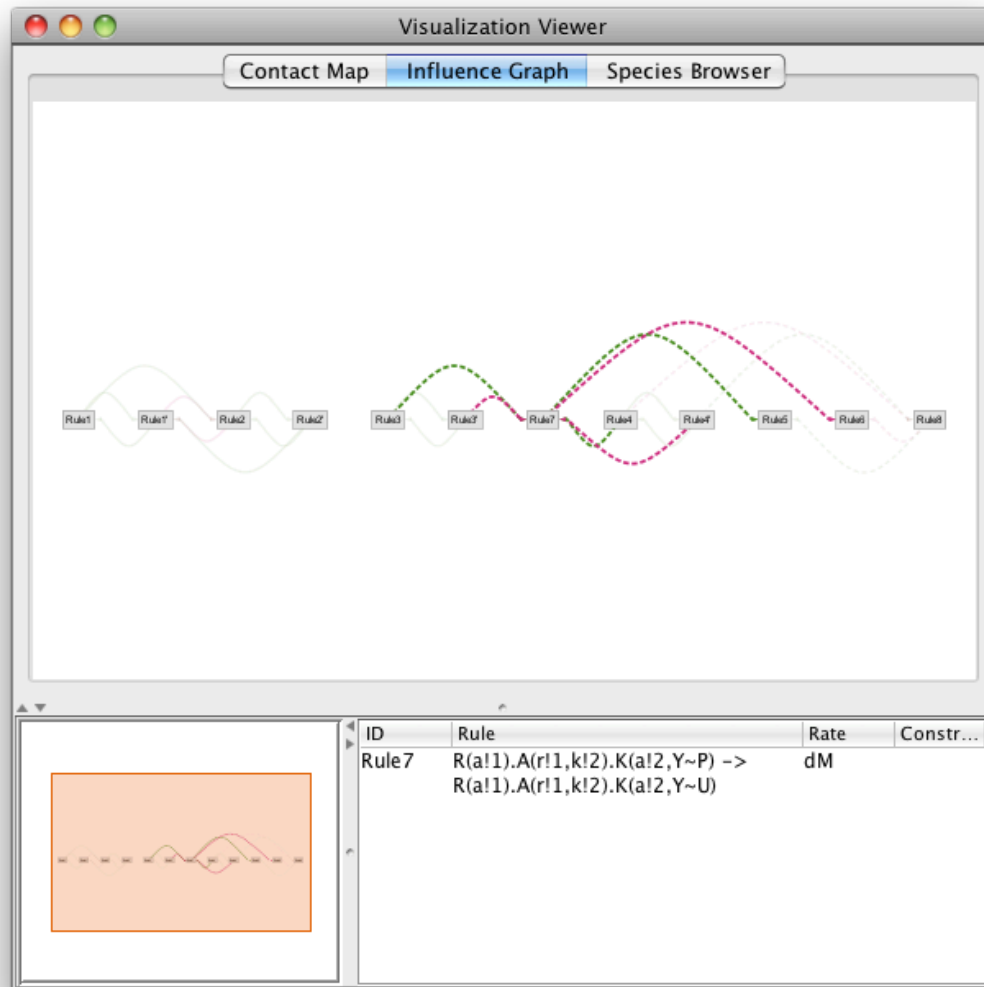 Visualization Viewer
Contact Map Influence Graph Species Browser
Rule1 Rule1' Rule2 Rule2' Rule3 Rule3' Rule7 Rule4 Rule4' Rule5 Rule6 Rule8
ID Rule Rate Constr...
Rule7 R(a!1).A(r!1,k!2).K(a!2,Y~P) -> dM
R(a!1).A(r!1,k!2).K(a!2,Y~U)